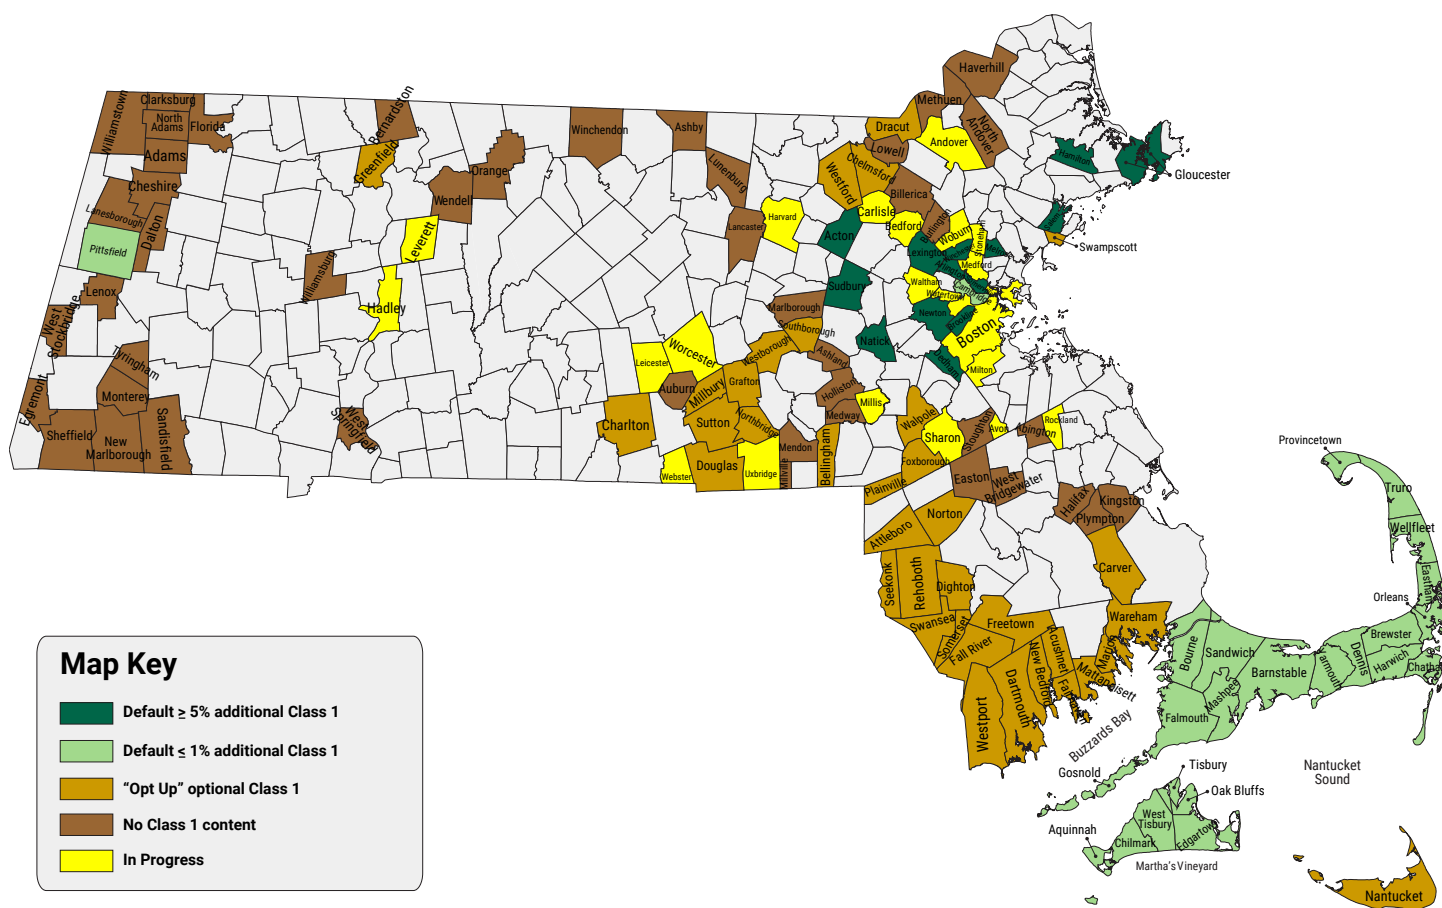 Haverhill
Methuen
North
Andover
Williamstown
Clarksburg
North
Adams
Florida
Bernardston
Winchendon
Ashby
Dracut
Lowell
Andover
Hamilton
Gloucester
Adams
Greenfield
Orange
Lunenburg
Westford
Chelmsford
Billerica
Cheshire
Wendell
Lanesborough
Dalton
Lancaster
Harvard
Carlisle
Bedford
Burlington
Woburn
Stoneham
Swampscott
Pittsfield
Leverett
Acton
Lexington
Medford
Lenox
Williamsburg
Hadley
Sudbury
Waltham
Watertown
Cambridge
West
Stockbridge
Marlborough
Southborough
Newton
Brookline
Boston
Tyringham
Leicester
Worcester
Westborough
Ashland
Natick
Dedham
Milton
Egremont
Monterey
Auburn
Millbury
Grafton
Holliston
Medway
Millis
Sheffield
New
Marlborough
Sandisfield
West
Springfield
Charlton
Sutton
Northbridge
Mendon
Bellingham
Walpole
Sharon
Stoughton
Avon
Abington
Rockland
Webster
Douglas
Uxbridge
Millville
Foxborough
Plainville
Easton
West
Bridgewater
Halifax
Kingston
Plympton
Provincetown
Truro
Wellfleet
Eastham
Orleans
Attleboro
Norton
Carver
Seekonk
Rehoboth
Dighton
Swansea
Somerset
Freetown
Fall River
Wareham
Marion
Mattapoisett
Acushnet
New Bedford
Dartmouth
Westport
Bourne
Sandwich
Barnstable
Mashpee
Falmouth
Yarmouth
Dennis
Brewster
Harwich
Buzzards Bay
Gosnold
Tisbury
Oak Bluffs
West
Tisbury
Aquinnah
Chilmark
Edgartown
Martha's Vineyard
Nantucket
Sound
Nantucket
Map Key
Default ≥ 5% additional Class 1
Default ≤ 1% additional Class 1
“Opt Up” optional Class 1
No Class 1 content
In Progress